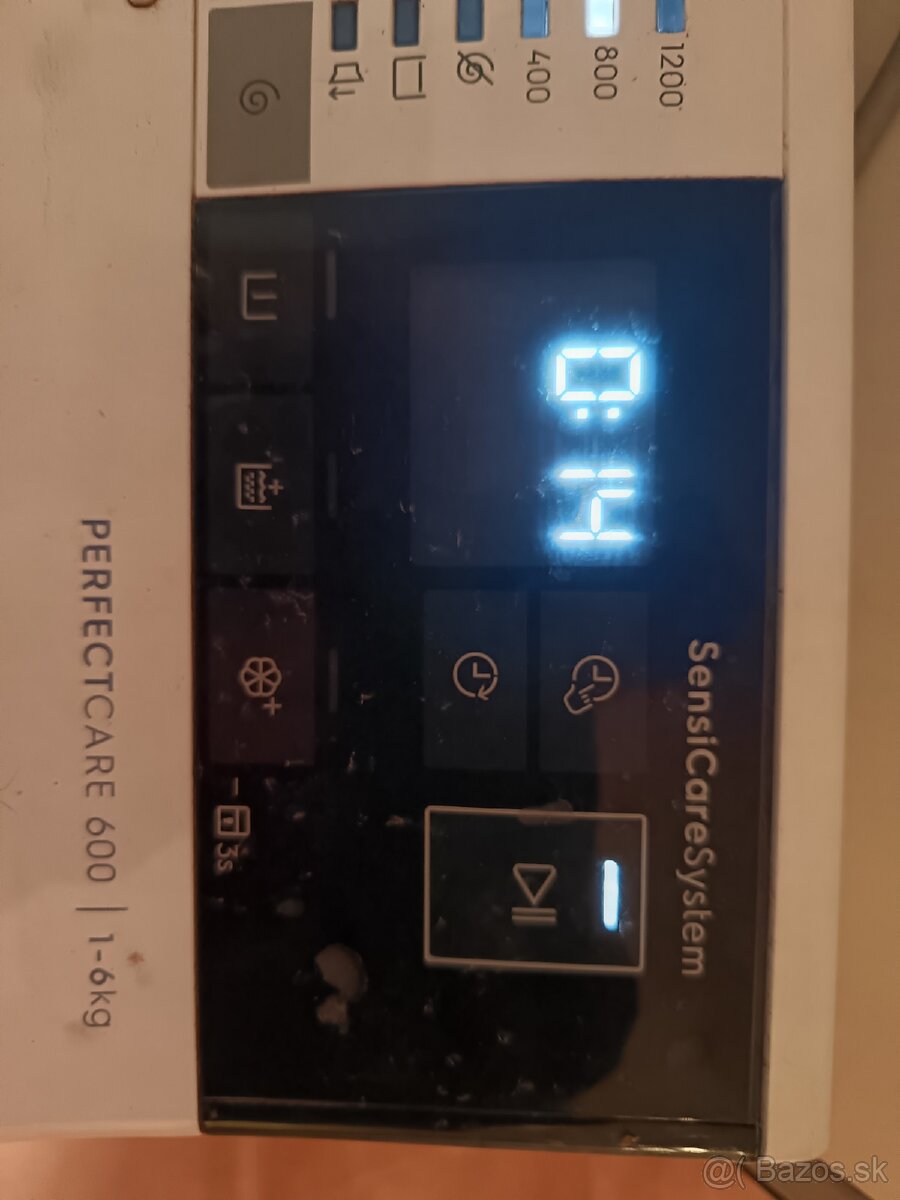 1200
800
400
SensiCareSystem
0:14
3s
PERFECTCARE 600 | 1-6kg
@( Bazos.sk